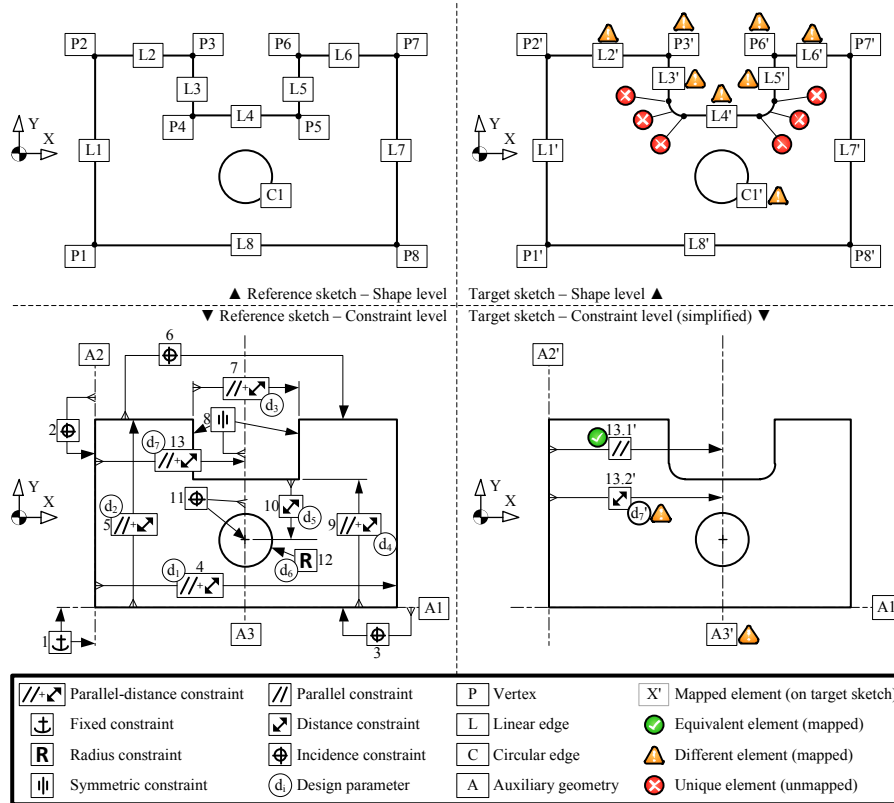 P2 P3 P6 P7
L2 L6
L3 L5
P4 L4 P5
Y
X
L1 L7
C1
L8
P1 P8
▲ Reference sketch – Shape level
P2' P3' P6' P7'
L2' L6'
L3' L5'
L4'
Y
X
L1' L7'
C1'
L8'
P1' P8'
Target sketch – Shape level ▲
▼ Reference sketch – Constraint level
6
A2
7
//+
d3
8
2
d7 13
//+
Y
X
11
d2
5 //+
10
d5
9 //+
d4
R 12
d6
d1 4
//+
A1
1
A3
3
Target sketch – Constraint level (simplified) ▼
A2'
13.1'
//
13.2'
d7'
Y
X
A1
A3'
//+ Parallel-distance constraint
Fixed constraint
R Radius constraint
Symmetric constraint
// Parallel constraint
Distance constraint
Incidence constraint
di Design parameter
P Vertex
L Linear edge
C Circular edge
A Auxiliary geometry
X' Mapped element (on target sketch)
Equivalent element (mapped)
Different element (mapped)
Unique element (unmapped)